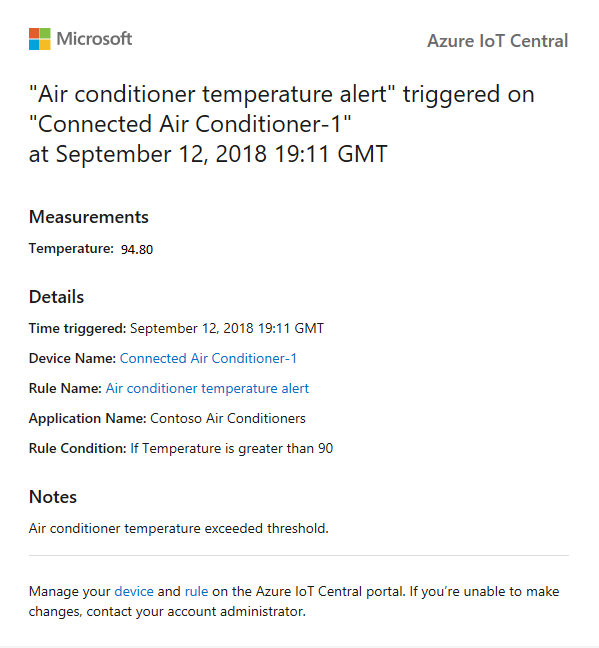 Microsoft
Azure IoT Central
"Air conditioner temperature alert" triggered on
"Connected Air Conditioner-1"
at September 12, 2018 19:11 GMT
Measurements
Temperature: 94.80
Details
Time triggered: September 12, 2018 19:11 GMT
Device Name: Connected Air Conditioner-1
Rule Name: Air conditioner temperature alert
Application Name: Contoso Air Conditioners
Rule Condition: If Temperature is greater than 90
Notes
Air conditioner temperature exceeded threshold.
Manage your device and rule on the Azure IoT Central portal. If you’re unable to make
changes, contact your account administrator.